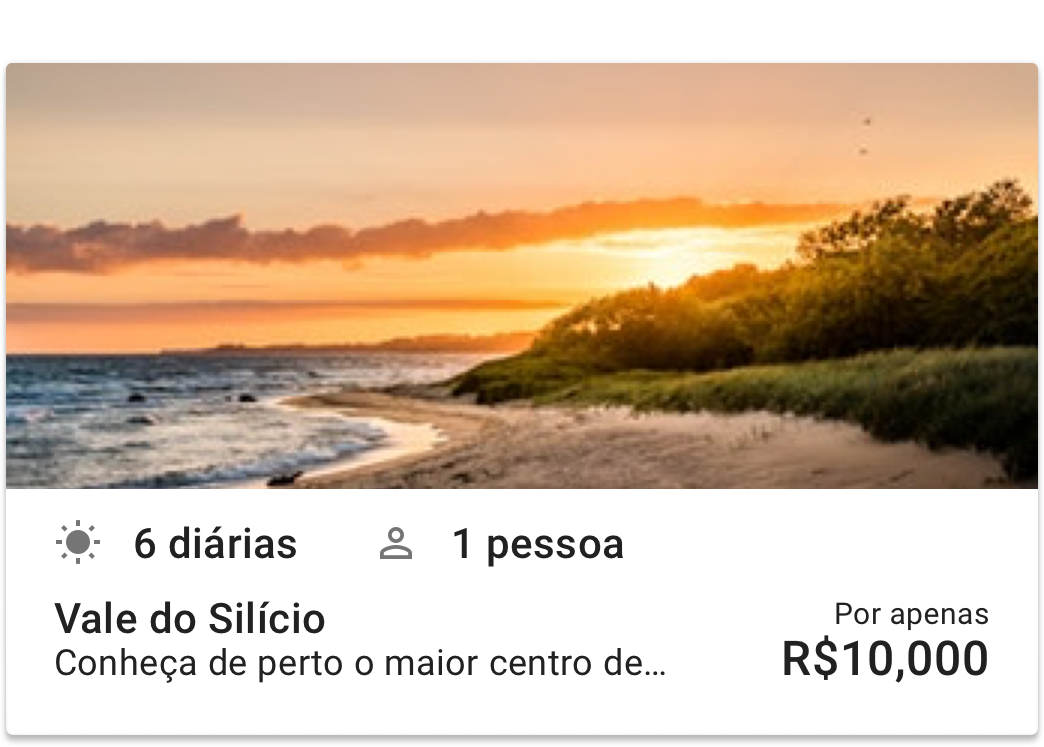 6 diárias 1 pessoa
Vale do Silício
Conheça de perto o maior centro de...
Por apenas
R$10,000